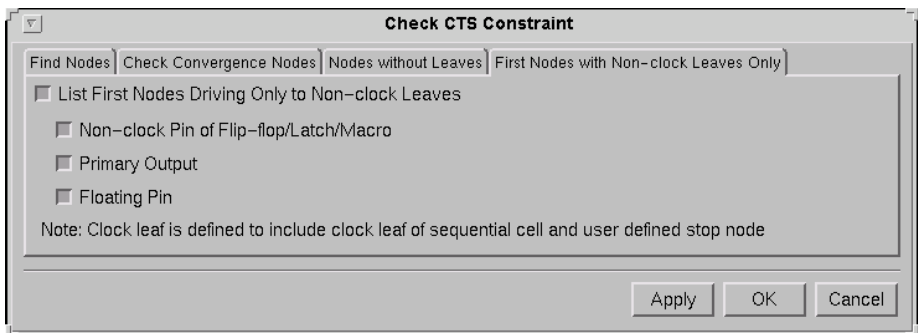 Check CTS Constraint
Find Nodes Check Convergence Nodes Nodes without Leaves First Nodes with Non-clock Leaves Only
List First Nodes Driving Only to Non-clock Leaves
Non-clock Pin of Flip-flop/Latch/Macro
Primary Output
Floating Pin
Note: Clock leaf is defined to include clock leaf of sequential cell and user defined stop node
Apply OK Cancel